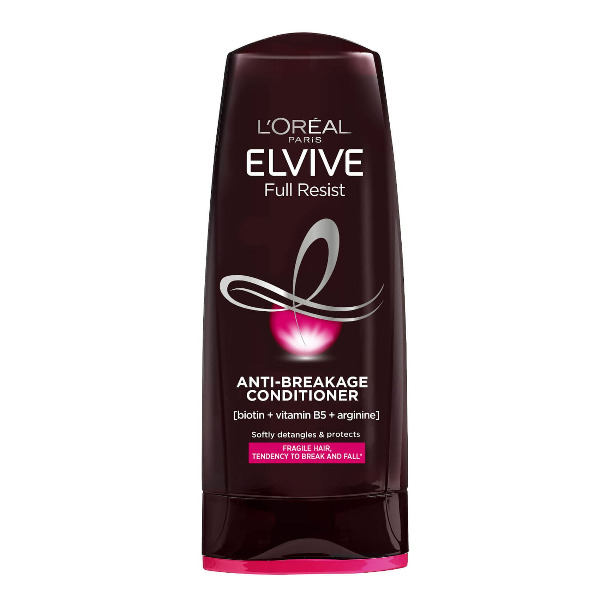 L'ORÉAL
PARIS
ELVIVE
Full Resist
ANTI-BREAKAGE
CONDITIONER
[biotin + vitamin B5 + arginine]
Softly detangles & protects
FRAGILE HAIR,
TENDENCY TO BREAK AND FALL*